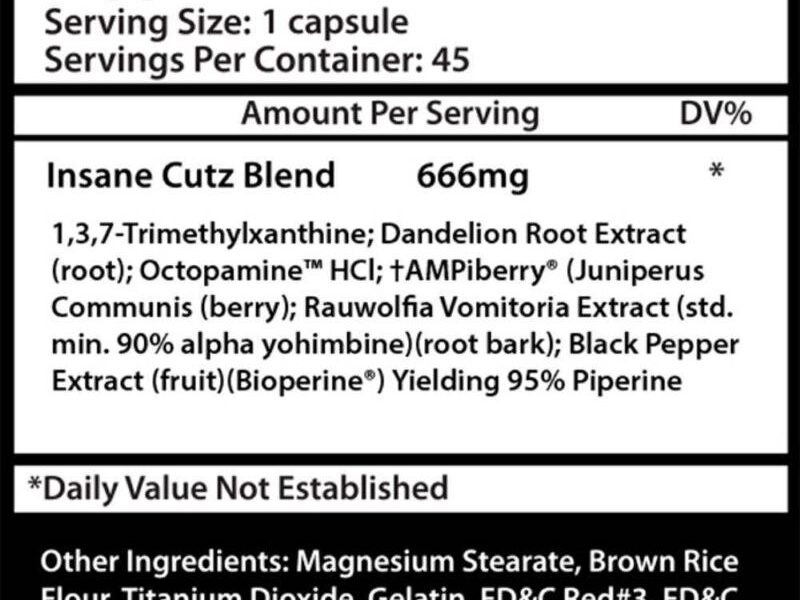 Serving Size: 1 capsule
Servings Per Container: 45
Amount Per Serving DV%
Insane Cutz Blend 666mg *
1,3,7-Trimethylxanthine; Dandelion Root Extract
(root); Octopamine™ HCl; †AMPiberry® (Juniperus
Communis (berry); Rauwolfia Vomitoria Extract (std.
min. 90% alpha yohimbine)(root bark); Black Pepper
Extract (fruit)(Bioperine®) Yielding 95% Piperine
*Daily Value Not Established
Other Ingredients: Magnesium Stearate, Brown Rice
Flour, Titanium Dioxide, Gelatin, FD&C Red#3, FD&C